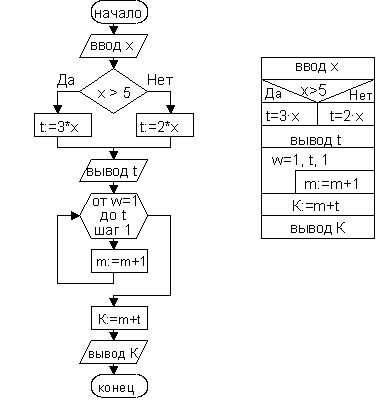 начало
ввод x
Да
Нет
x > 5
t:=3*x
t:=2*x
вывод t
от w=1
до t
шаг 1
m:=m+1
K:=m+t
вывод K
конец
ввод x
Да
x>5
Нет
t=3·x
t=2·x
вывод t
w=1, t, 1
m:=m+1
K:=m+t
вывод K